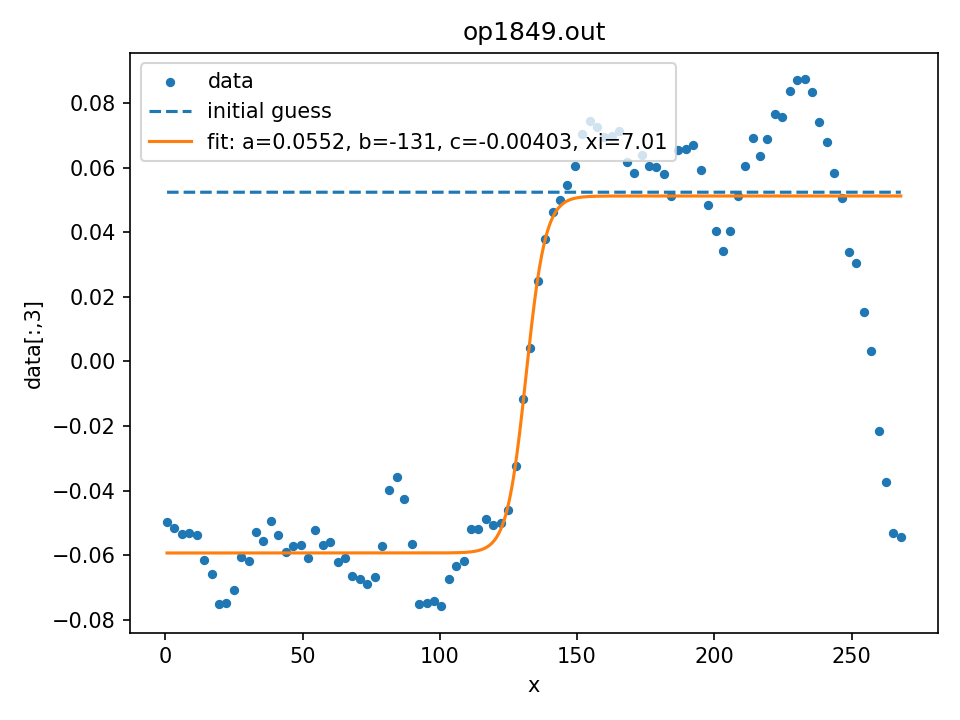 op1849.out
data
initial guess
fit: a=0.0552, b=-131, c=-0.00403, xi=7.01
0.08
0.06
0.04
0.02
0.00
−0.02
−0.04
−0.06
−0.08
data[:,3]
0 50 100 150 200 250
x